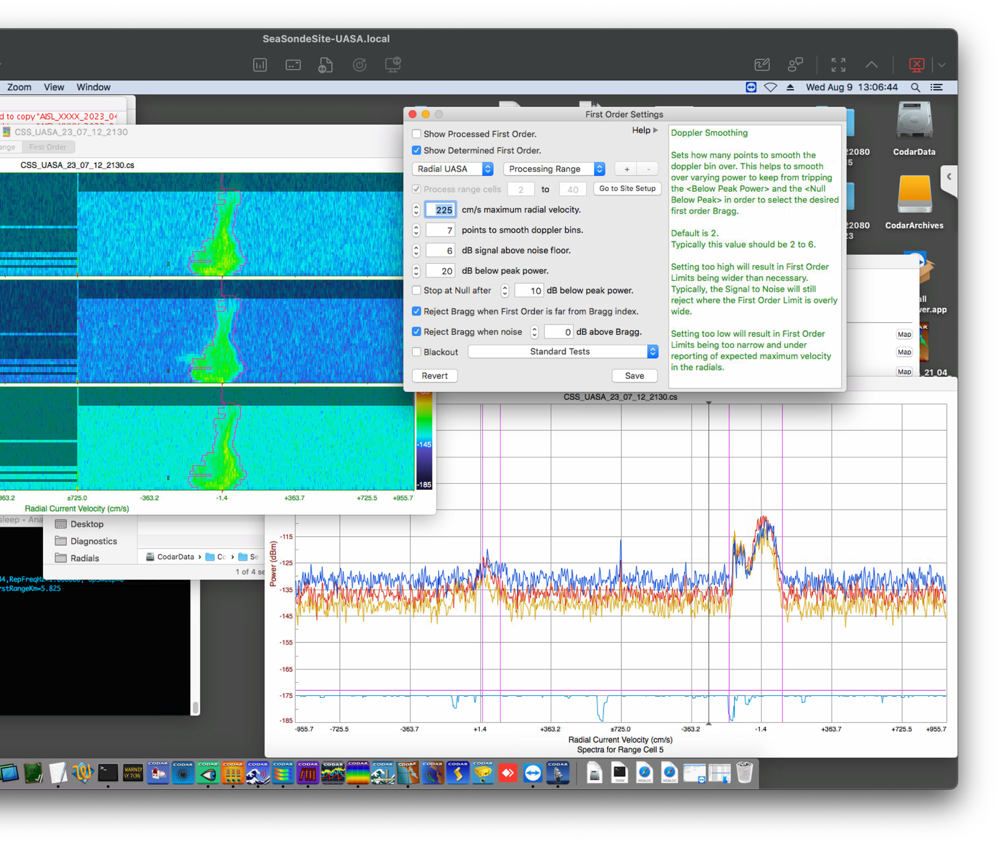 SeaSondeSite-UASA.local
Zoom View Window
Wed Aug 9 13:06:44
d to copy "AISL_XXXX_2023_04
CSS_UASA_23_07_12_2130
ange First Order
CSS_UASA_23_07_12_2130.cs
-145
-185
363.2 ±725.0 -363.2 -1.4 +363.7 +725.5 +955.7
Radial Current Velocity (cm/s)
First Order Settings
Show Processed First Order.
Help
Show Determined First Order.
Radial UASA Processing Range + -
Process range cells 2 to 40 Go to Site Setup
225 cm/s maximum radial velocity.
7 points to smooth doppler bins.
6 dB signal above noise floor.
20 dB below peak power.
Stop at Null after 10 dB below peak power.
Reject Bragg when First Order is far from Bragg index.
Reject Bragg when noise 0 dB above Bragg.
Blackout Standard Tests
Revert Save
Doppler Smoothing
Sets how many points to smooth the
doppler bin over. This helps to smooth
over varying power to keep from tripping
the <Below Peak Power> and the <Null
Below Peak> in order to select the desired
first order Bragg.
Default is 2.
Typically this value should be 2 to 6.
Setting too high will result in First Order
Limits being wider than necessary.
Typically, the Signal to Noise will still
reject where the First Order Limit is overly
wide.
Setting too low will result in First Order
Limits being too narrow and under
reporting of expected maximum velocity
in the radials.
22080
15
CodarData
22080
23
CodarArchives
all
ver.app
Map
Map
Map
_21_04_
sleep • Ana
Desktop
Diagnostics
Radials
CodarData › Co › Se
1 of 4 se
34,RepFreqHz=1.000000,
rstRangeKm=5.825
CSS_UASA_23_07_12_2130.cs
Power (dBm)
-115
-125
-135
-145
-155
-165
-175
-185
-955.7 -725.5 -363.7 +1.4 +363.2 ±725.0 -363.2 -1.4 +363.7 +725.5 +955.7
Radial Current Velocity (cm/s)
Spectra for Range Cell 5
WARNI
AY 7:36
CODAR CODAR CODAR CODAR CODAR CODAR CODAR CODAR CODAR CODAR CODAR CODAR CODAR CODAR CODAR
TERM WEBLOC WEBLOC